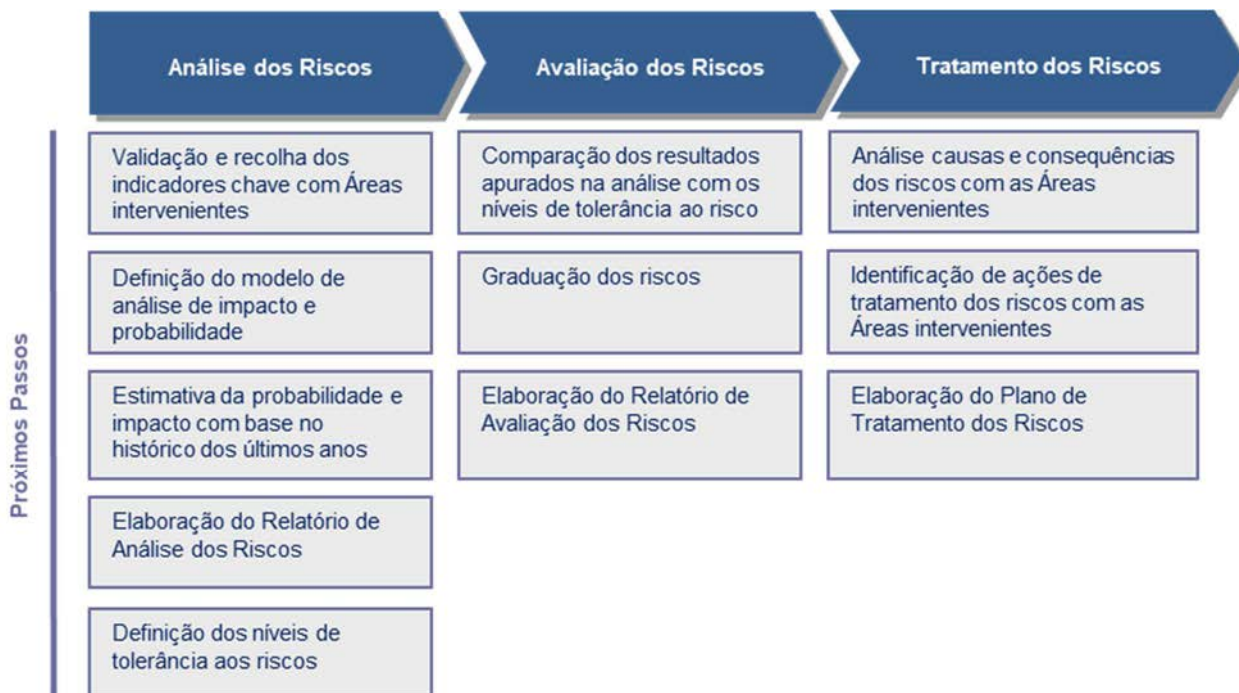 Análise dos Riscos
Avaliação dos Riscos
Tratamento dos Riscos
Próximos Passos
Validação e recolha dos
indicadores chave com Áreas
intervenientes
Definição do modelo de
análise de impacto e
probabilidade
Estimativa da probabilidade e
impacto com base no
histórico dos últimos anos
Elaboração do Relatório de
Análise dos Riscos
Definição dos níveis de
tolerância aos riscos
Comparação dos resultados
apurados na análise com os
níveis de tolerância ao risco
Graduação dos riscos
Elaboração do Relatório de
Avaliação dos Riscos
Análise causas e consequências
dos riscos com as Áreas
intervenientes
Identificação de ações de
tratamento dos riscos com as
Áreas intervenientes
Elaboração do Plano de
Tratamento dos Riscos